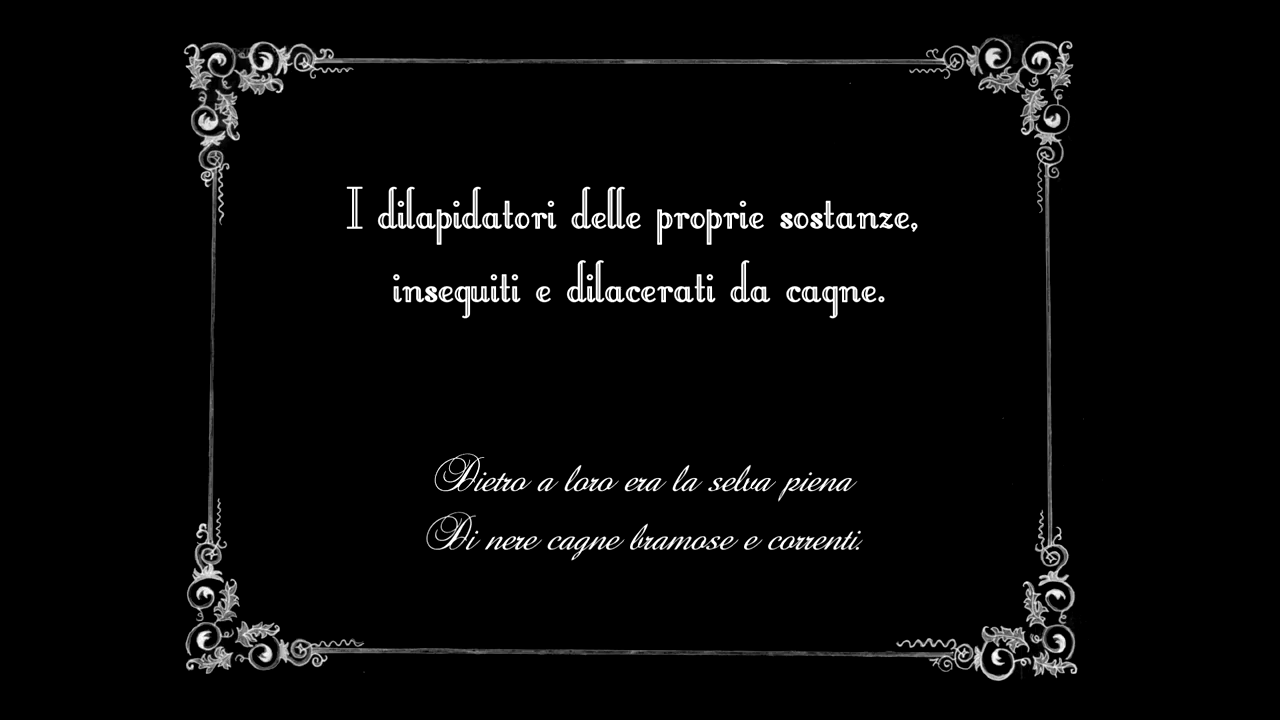 I dilapidatori delle proprie sostanze,
inseguiti e dilacerati da cagne.
Dietro a loro era la selva piena
Di nere cagne bramose e correnti.